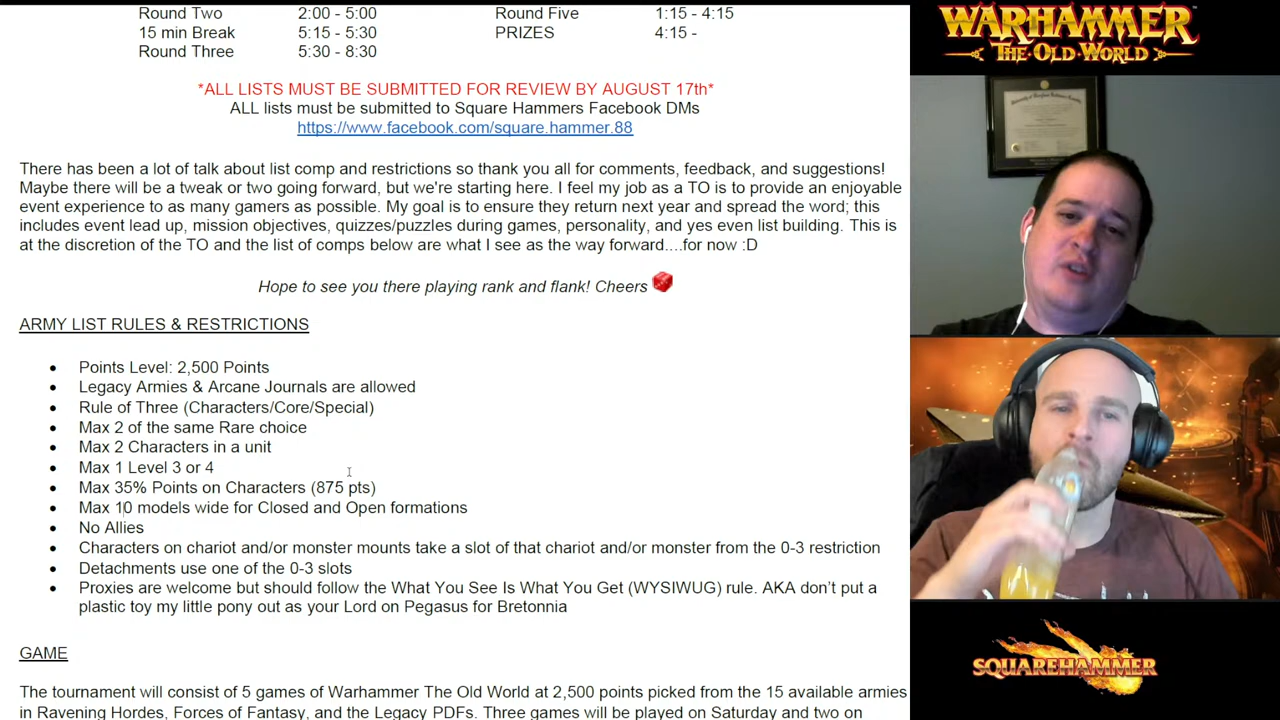 Round Two 2:00 - 5:00 Round Five 1:15 - 4:15
15 min Break 5:15 - 5:30 PRIZES 4:15 -
Round Three 5:30 - 8:30
*ALL LISTS MUST BE SUBMITTED FOR REVIEW BY AUGUST 17th*
ALL lists must be submitted to Square Hammers Facebook DMs
https://www.facebook.com/square.hammer.88
There has been a lot of talk about list comp and restrictions so thank you all for comments, feedback, and suggestions!
Maybe there will be a tweak or two going forward, but we're starting here. I feel my job as a TO is to provide an enjoyable
event experience to as many gamers as possible. My goal is to ensure they return next year and spread the word; this
includes event lead up, mission objectives, quizzes/puzzles during games, personality, and yes even list building. This is
at the discretion of the TO and the list of comps below are what I see as the way forward....for now :D
Hope to see you there playing rank and flank! Cheers
ARMY LIST RULES & RESTRICTIONS
• Points Level: 2,500 Points
• Legacy Armies & Arcane Journals are allowed
• Rule of Three (Characters/Core/Special)
• Max 2 of the same Rare choice
• Max 2 Characters in a unit
• Max 1 Level 3 or 4
• Max 35% Points on Characters (875 pts)
• Max 10 models wide for Closed and Open formations
• No Allies
• Characters on chariot and/or monster mounts take a slot of that chariot and/or monster from the 0-3 restriction
• Detachments use one of the 0-3 slots
• Proxies are welcome but should follow the What You See Is What You Get (WYSIWUG) rule. AKA don't put a
plastic toy my little pony out as your Lord on Pegasus for Bretonnia
GAME
The tournament will consist of 5 games of Warhammer The Old World at 2,500 points picked from the 15 available armies
in Ravening Hordes, Forces of Fantasy, and the Legacy PDFs. Three games will be played on Saturday and two on
WARHAMMER
THE OLD WORLD
SQUAREHAMMER